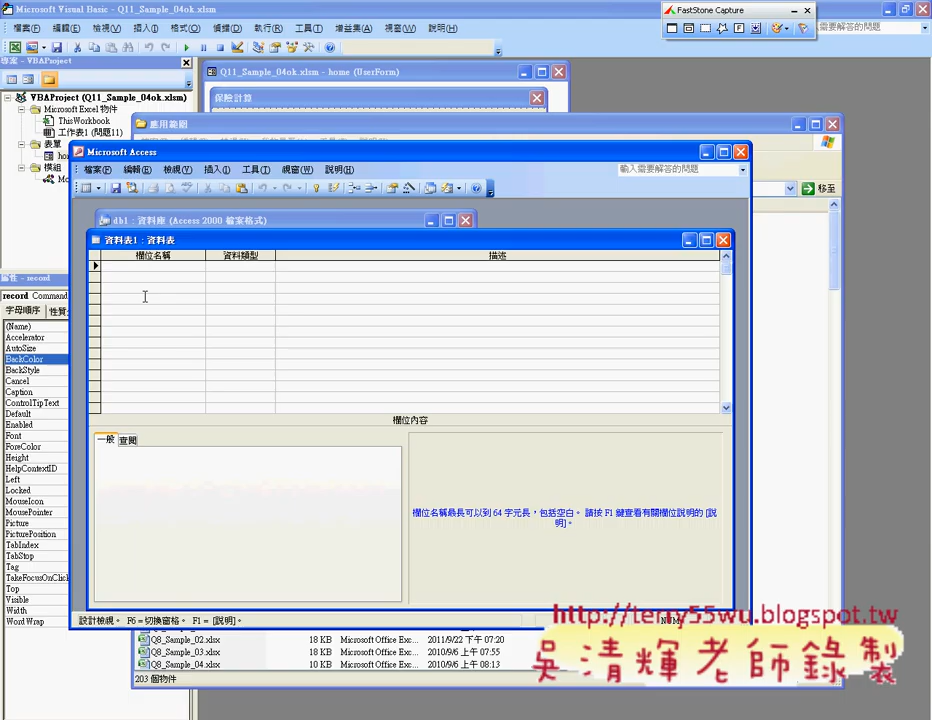 Microsoft Visual Basic - Q11_Sample_04ok.xlsm
檔案(F) 編輯(E) 檢視(V) 插入(I) 格式(O) 偵錯(D) 執行(R) 工具(T) 增益集(A) 視窗(W) 說明(H)
FastStone Capture
輸入需要解答的問題
專案 - VBAProject
VBAProject (Q11_Sample_04ok.xlsm)
Microsoft Excel 物件
ThisWorkbook
工作表1 (問題11)
表單
模組
Q11_Sample_04ok.xlsm - home (UserForm)
保險計算
應用範圍
移至
Microsoft Access
檔案(F) 編輯(E) 檢視(V) 插入(I) 工具(T) 視窗(W) 說明(H)
輸入需要解答的問題
db1 : 資料庫 (Access 2000 檔案格式)
資料表1 : 資料表
欄位名稱 資料類型 描述
欄位內容
一般 查閱
欄位名稱最長可以到 64 字元長，包括空白。 請按 F1 鍵查看有關欄位說明的 [說
明]。
設計檢視。 F6 =切換窗格。 F1 = [說明]。
NUM
屬性 - record
record Command
字母順序
(Name)
Accelerator
AutoSize
BackColor
BackStyle
Cancel
Caption
ControlTipText
Default
Enabled
Font
ForeColor
Height
HelpContextID
Left
Locked
MouseIcon
MousePointer
Picture
PicturePosition
TabIndex
TabStop
Tag
TakeFocusOnClick
Top
Visible
Width
WordWrap
Q8_Sample_02.xlsx 18 KB Microsoft Office Exc... 2011/9/22 下午 07:20
Q8_Sample_03.xlsx 18 KB Microsoft Office Exc... 2010/9/6 上午 07:55
Q8_Sample_04.xlsx 10 KB Microsoft Office Exc... 2010/9/6 上午 08:13
203 個物件
http://terry55wu.blogspot.tw
吳清輝老師錄製